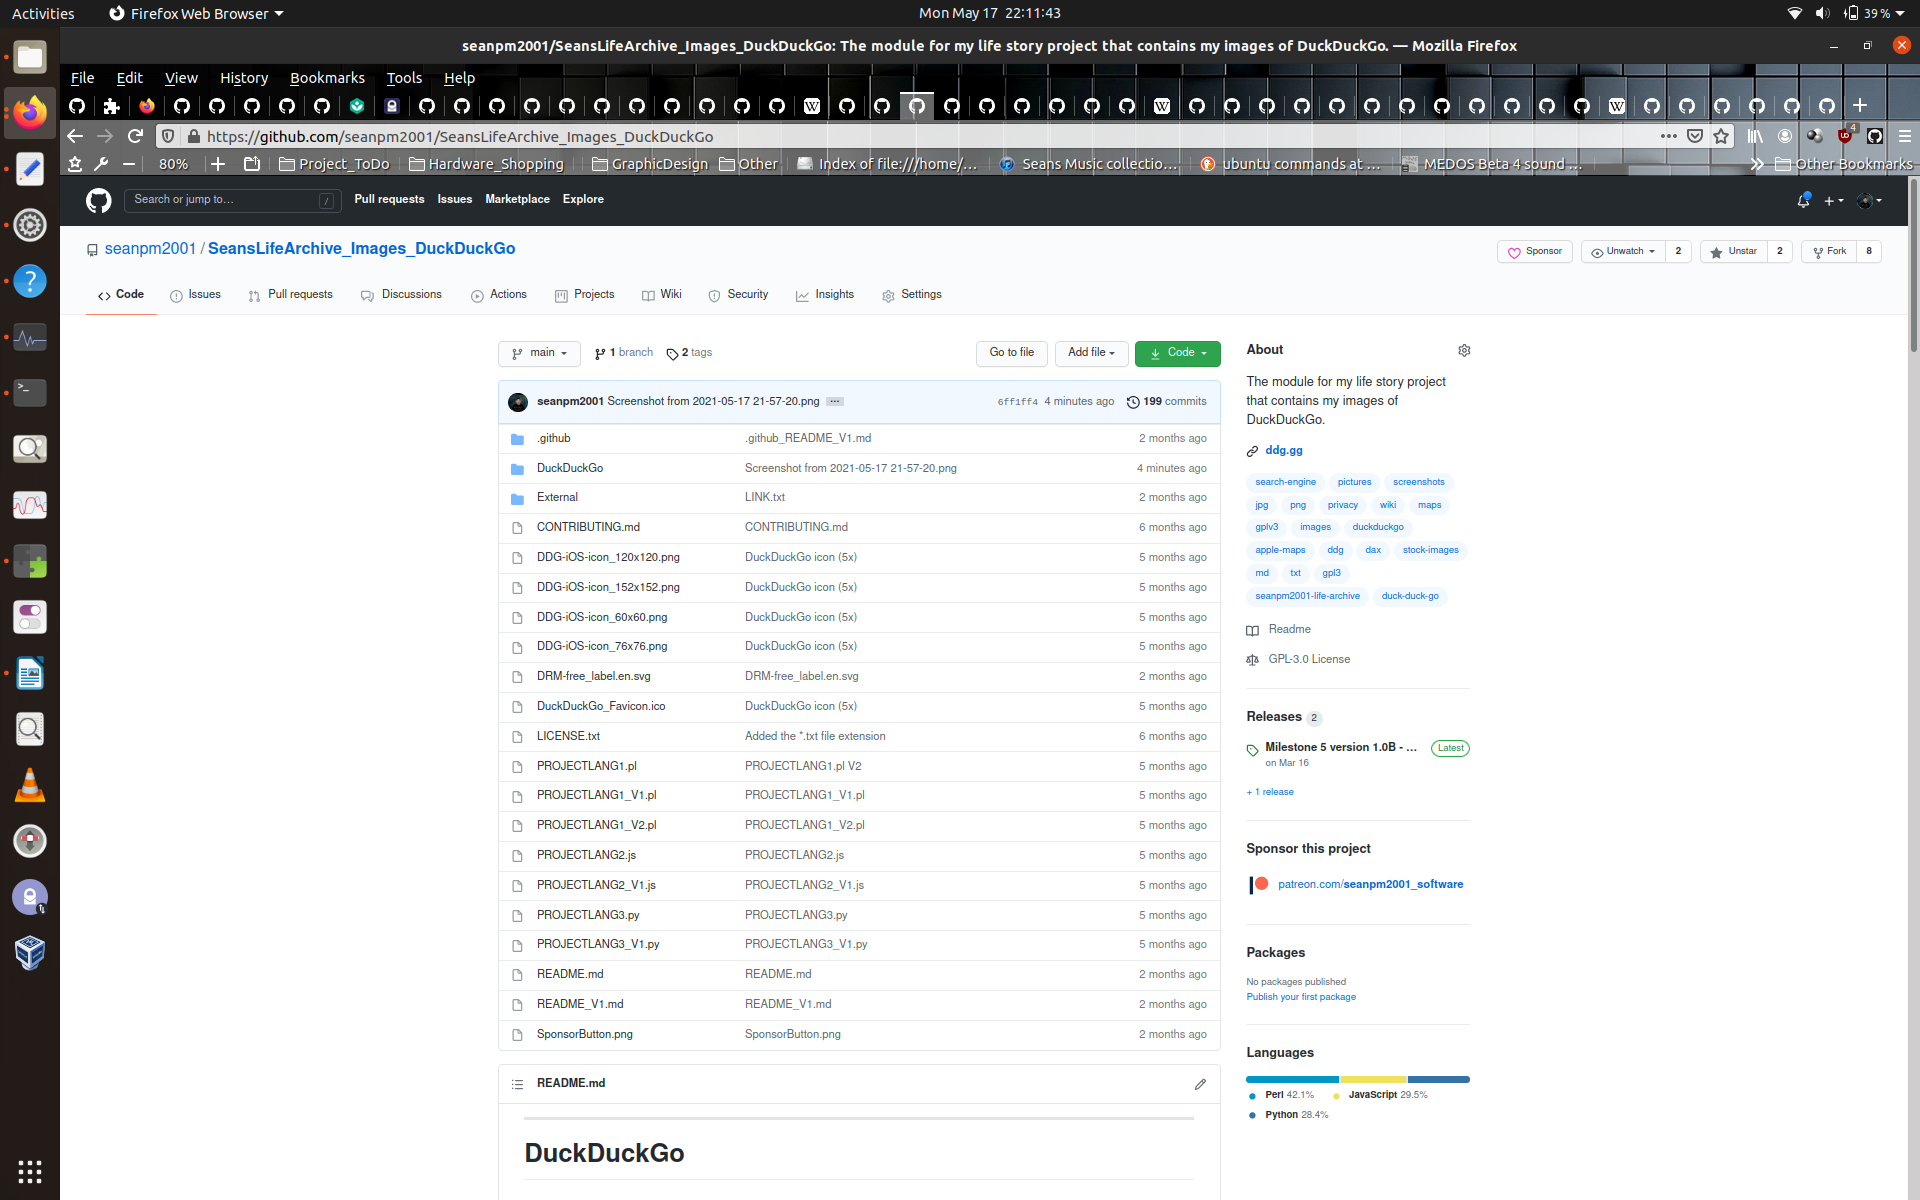 Activities
Firefox Web Browser
Mon May 17 22:11:43
39 %
seanpm2001/SeansLifeArchive_Images_DuckDuckGo: The module for my life story project that contains my images of DuckDuckGo. — Mozilla Firefox
File Edit View History Bookmarks Tools Help
https://github.com/seanpm2001/SeansLifeArchive_Images_DuckDuckGo
4
80%
Project_ToDo
Hardware_Shopping
GraphicDesign
Other
Index of file:///home/…
Seans Music collectio…
ubuntu commands at …
MEDOS Beta 4 sound …
Other Bookmarks
Search or jump to…
/
Pull requests Issues Marketplace Explore
seanpm2001 / SeansLifeArchive_Images_DuckDuckGo
Sponsor
Unwatch 2
Unstar 2
Fork 8
Code Issues Pull requests Discussions Actions Projects Wiki Security Insights Settings
main
1 branch
2 tags
Go to file
Add file
Code
seanpm2001 Screenshot from 2021-05-17 21-57-20.png
6ff1ff4 4 minutes ago
199 commits
.github .github_README_V1.md 2 months ago
DuckDuckGo Screenshot from 2021-05-17 21-57-20.png 4 minutes ago
External LINK.txt 2 months ago
CONTRIBUTING.md CONTRIBUTING.md 6 months ago
DDG-iOS-icon_120x120.png DuckDuckGo icon (5x) 5 months ago
DDG-iOS-icon_152x152.png DuckDuckGo icon (5x) 5 months ago
DDG-iOS-icon_60x60.png DuckDuckGo icon (5x) 5 months ago
DDG-iOS-icon_76x76.png DuckDuckGo icon (5x) 5 months ago
DRM-free_label.en.svg DRM-free_label.en.svg 2 months ago
DuckDuckGo_Favicon.ico DuckDuckGo icon (5x) 5 months ago
LICENSE.txt Added the *.txt file extension 6 months ago
PROJECTLANG1.pl PROJECTLANG1.pl V2 5 months ago
PROJECTLANG1_V1.pl PROJECTLANG1_V1.pl 5 months ago
PROJECTLANG1_V2.pl PROJECTLANG1_V2.pl 5 months ago
PROJECTLANG2.js PROJECTLANG2.js 5 months ago
PROJECTLANG2_V1.js PROJECTLANG2_V1.js 5 months ago
PROJECTLANG3.py PROJECTLANG3.py 5 months ago
PROJECTLANG3_V1.py PROJECTLANG3_V1.py 5 months ago
README.md README.md 2 months ago
README_V1.md README_V1.md 2 months ago
SponsorButton.png SponsorButton.png 2 months ago
README.md
DuckDuckGo
About
The module for my life story project
that contains my images of
DuckDuckGo.
ddg.gg
search-engine pictures screenshots
jpg png privacy wiki maps
gplv3 images duckduckgo
apple-maps ddg dax stock-images
md txt gpl3
seanpm2001-life-archive duck-duck-go
Readme
GPL-3.0 License
Releases 2
Milestone 5 version 1.0B - … Latest
on Mar 16
+ 1 release
Sponsor this project
patreon.com/seanpm2001_software
Packages
No packages published
Publish your first package
Languages
Perl 42.1% JavaScript 29.5%
Python 28.4%